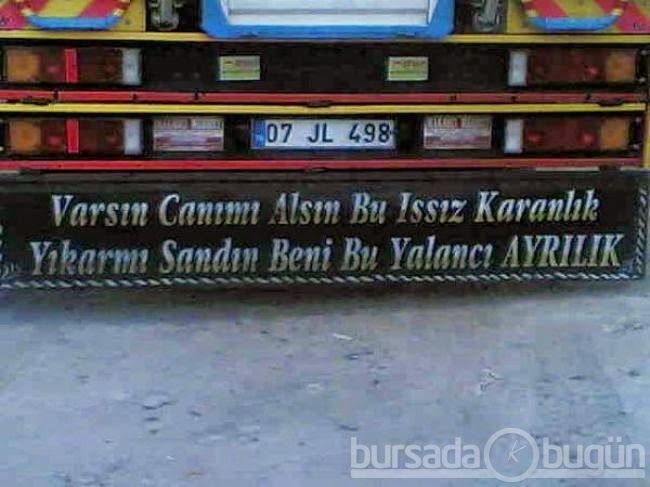 07 JL 498
Varsın Canımı Alsın Bu Issız Karanlık
Yıkarmı Sandın Beni Bu Yalancı AYRILIK
bursada bugün